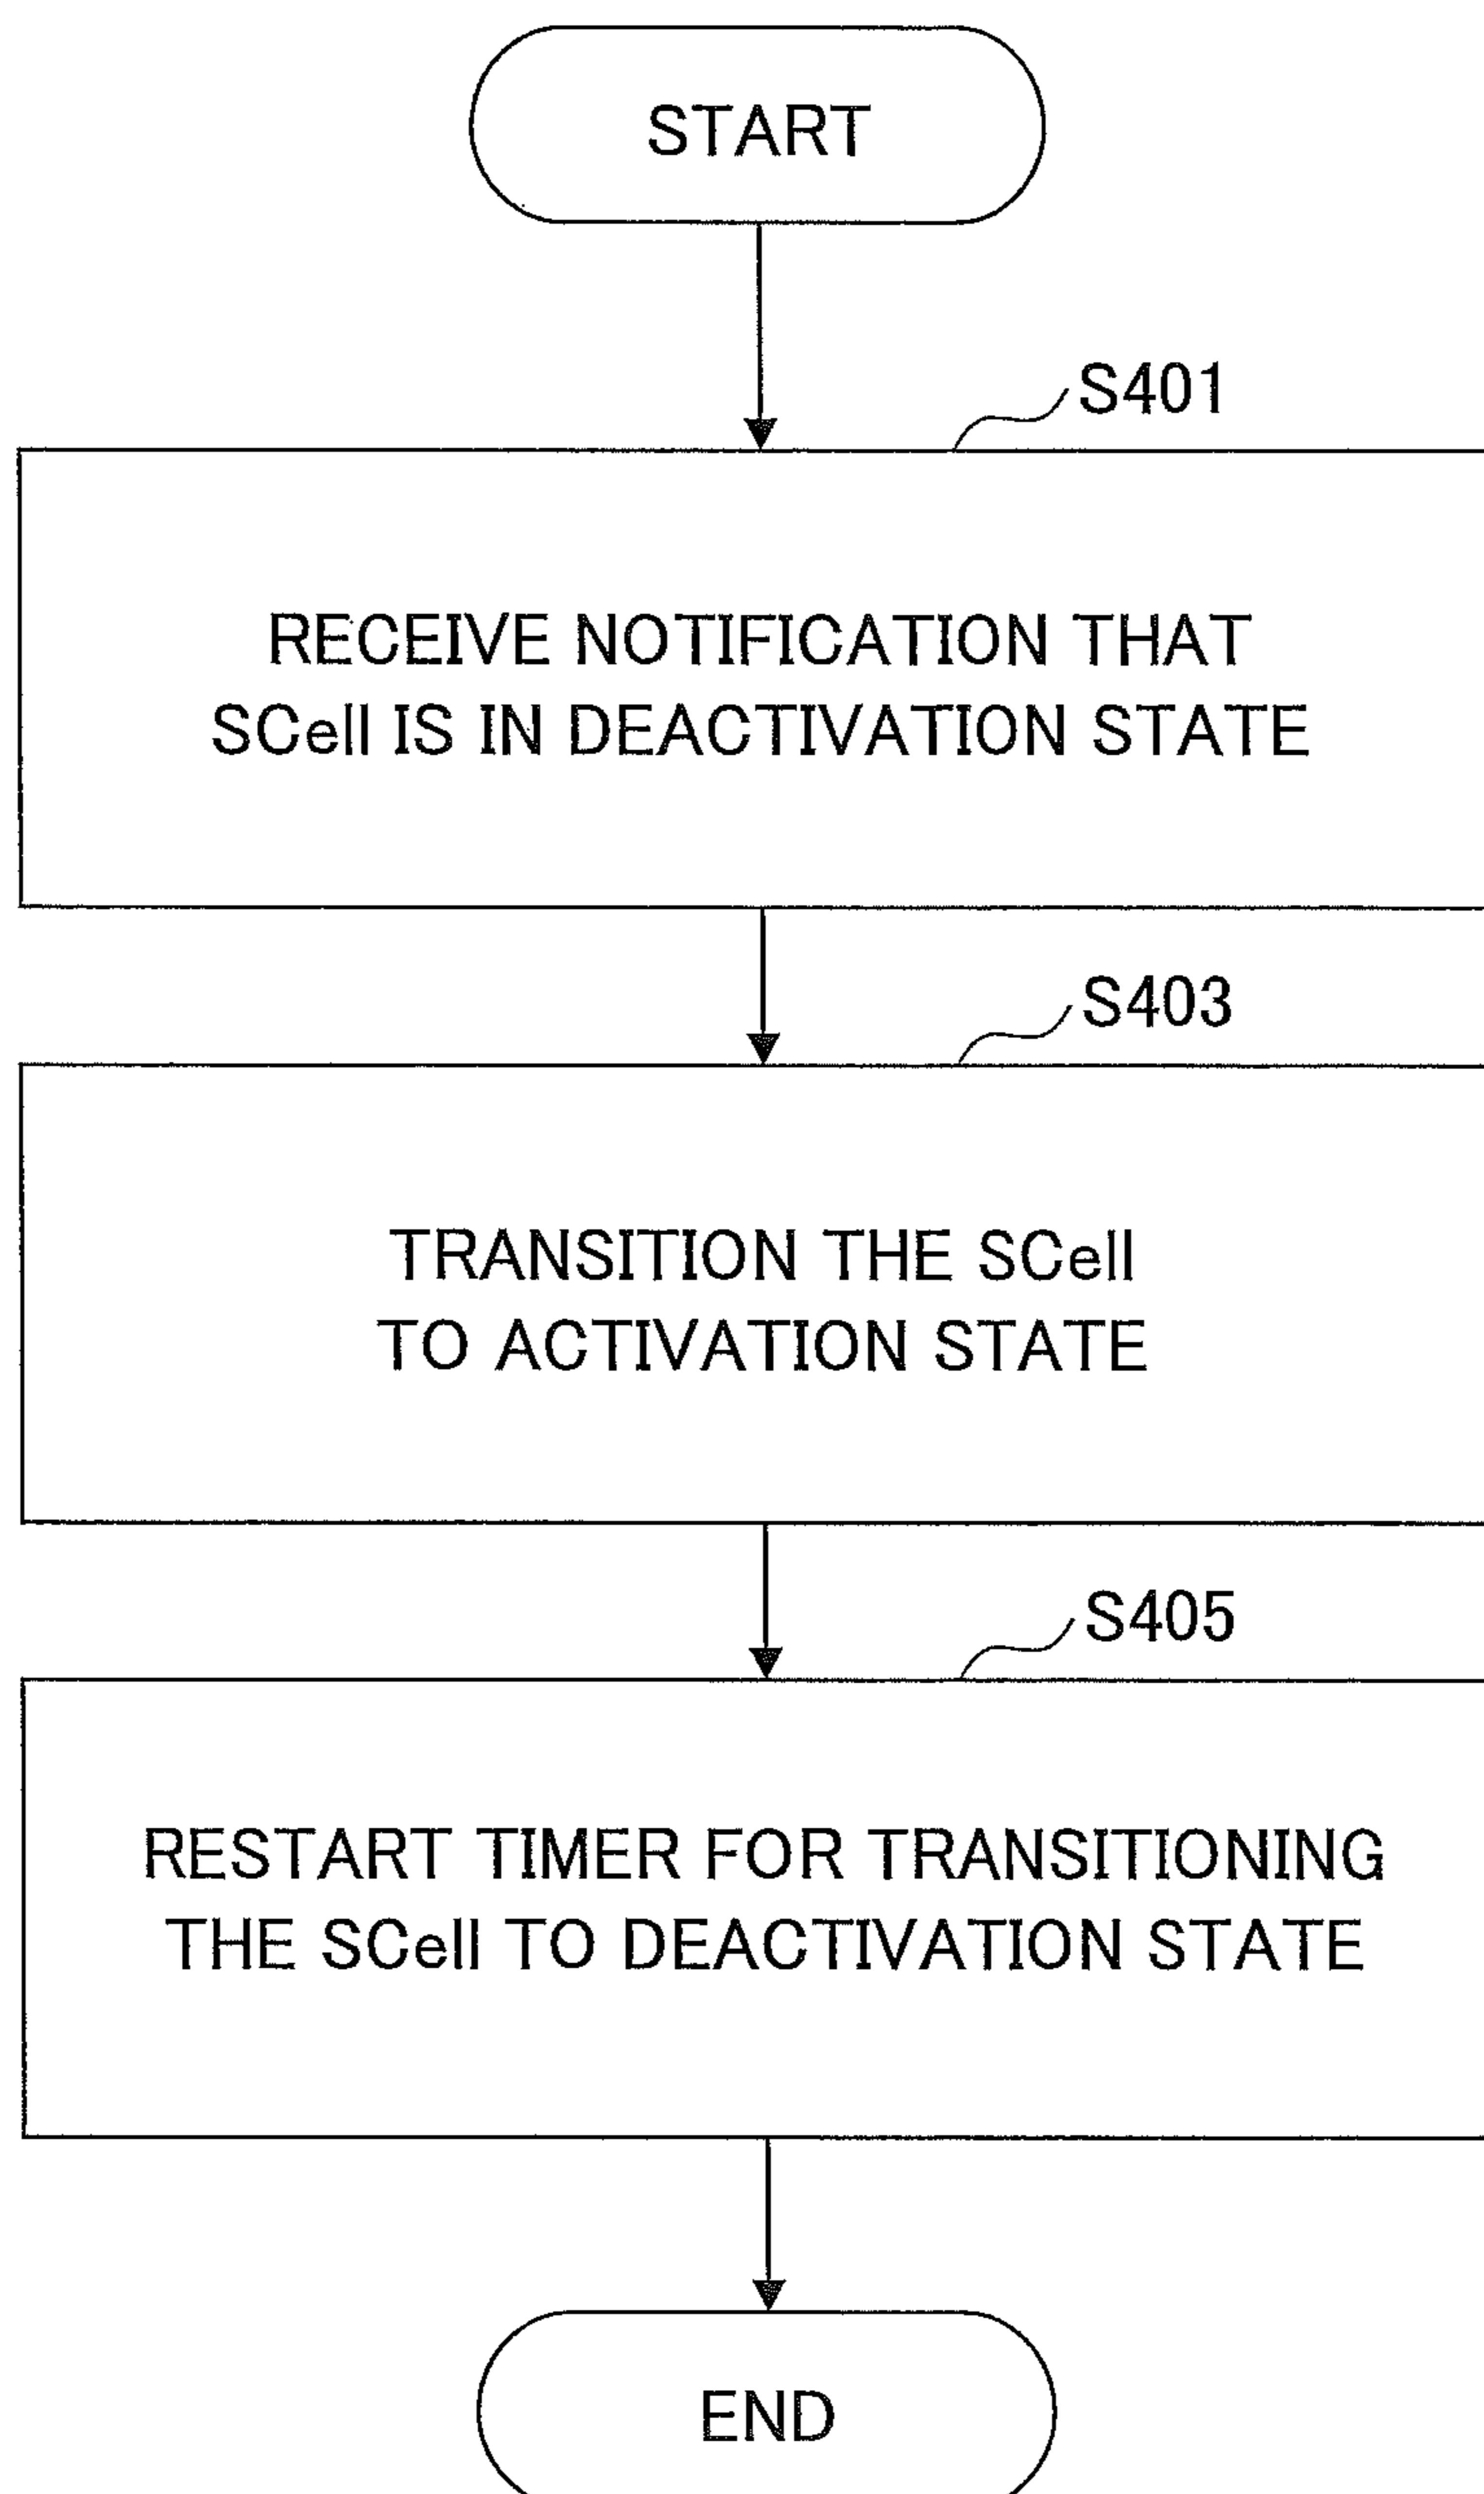 START
S401
RECEIVE NOTIFICATION THAT
SCell IS IN DEACTIVATION STATE
S403
TRANSITION THE SCell
TO ACTIVATION STATE
S405
RESTART TIMER FOR TRANSITIONING
THE SCell TO DEACTIVATION STATE
END